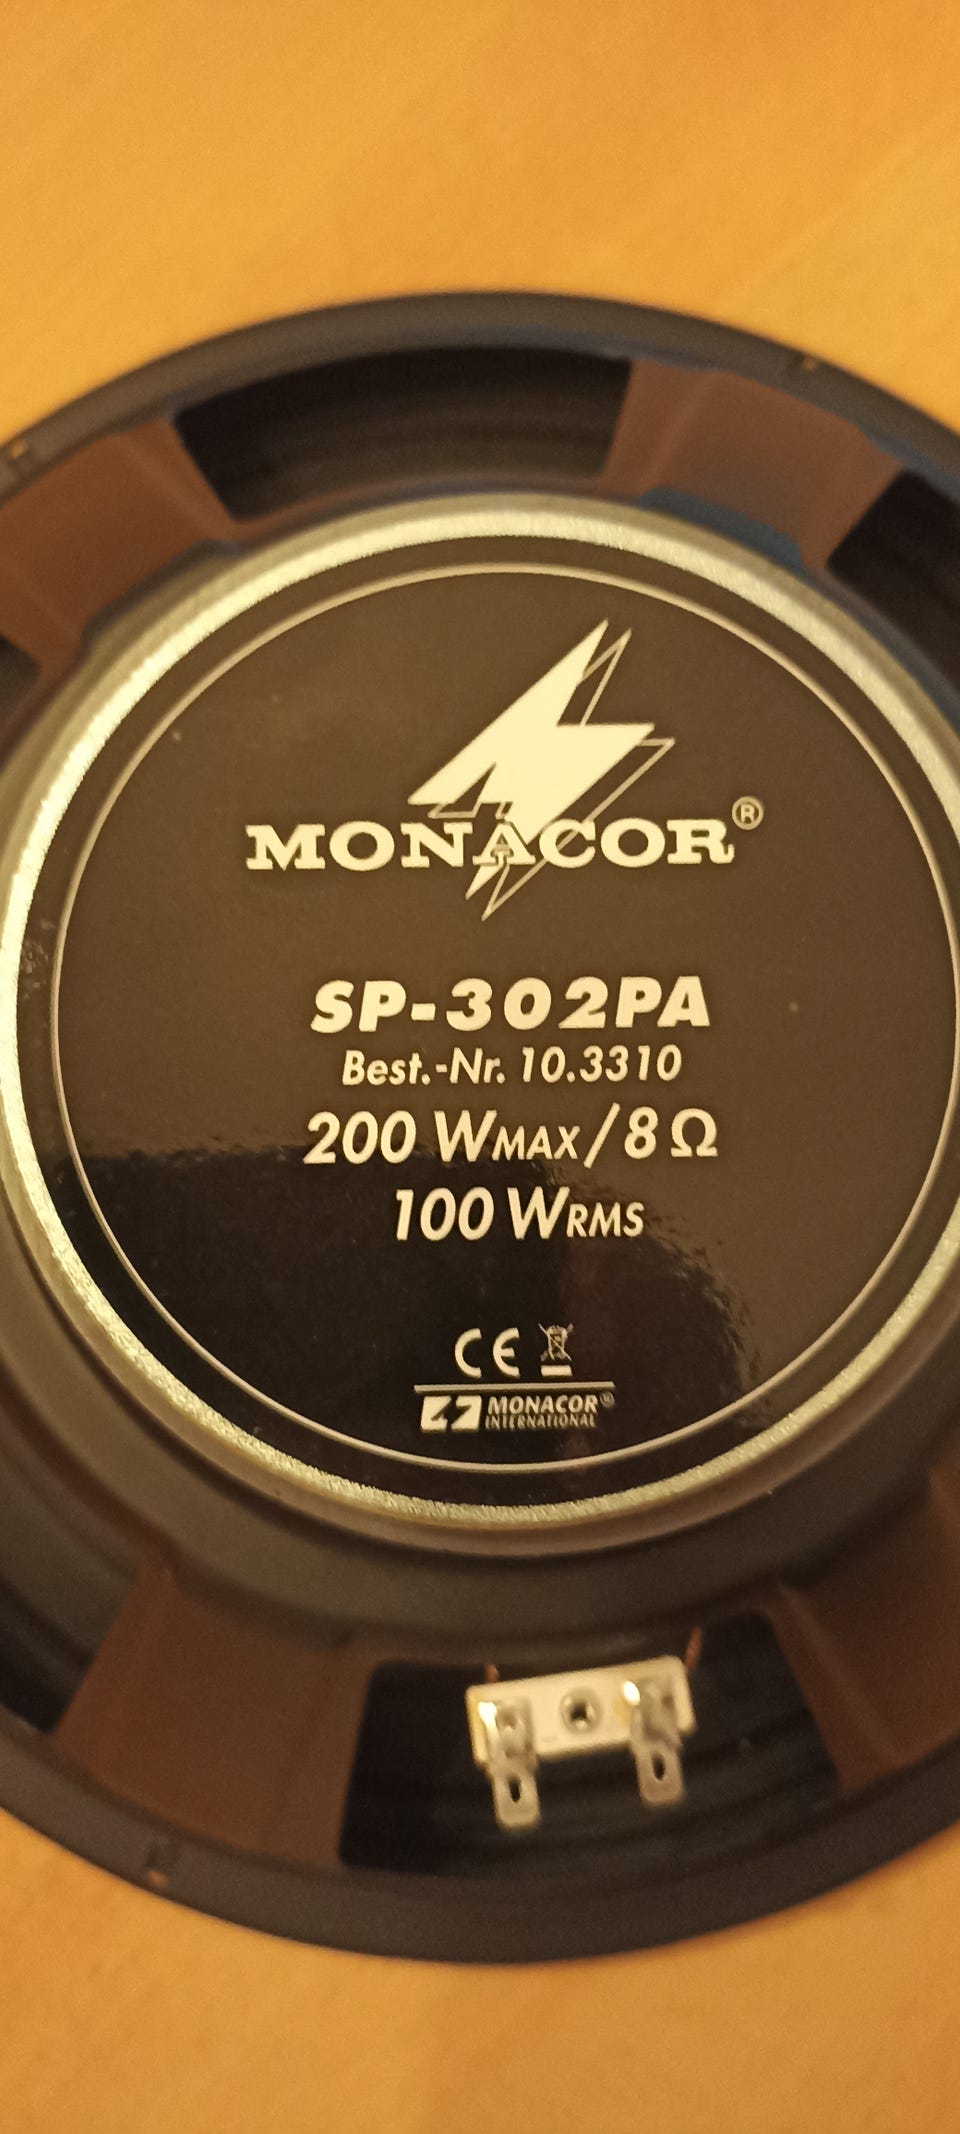 MONACOR®
SP-302PA
Best.-Nr. 10.3310
200 WMAX/8 Ω
100 WRMS
CE
MONACOR®
INTERNATIONAL